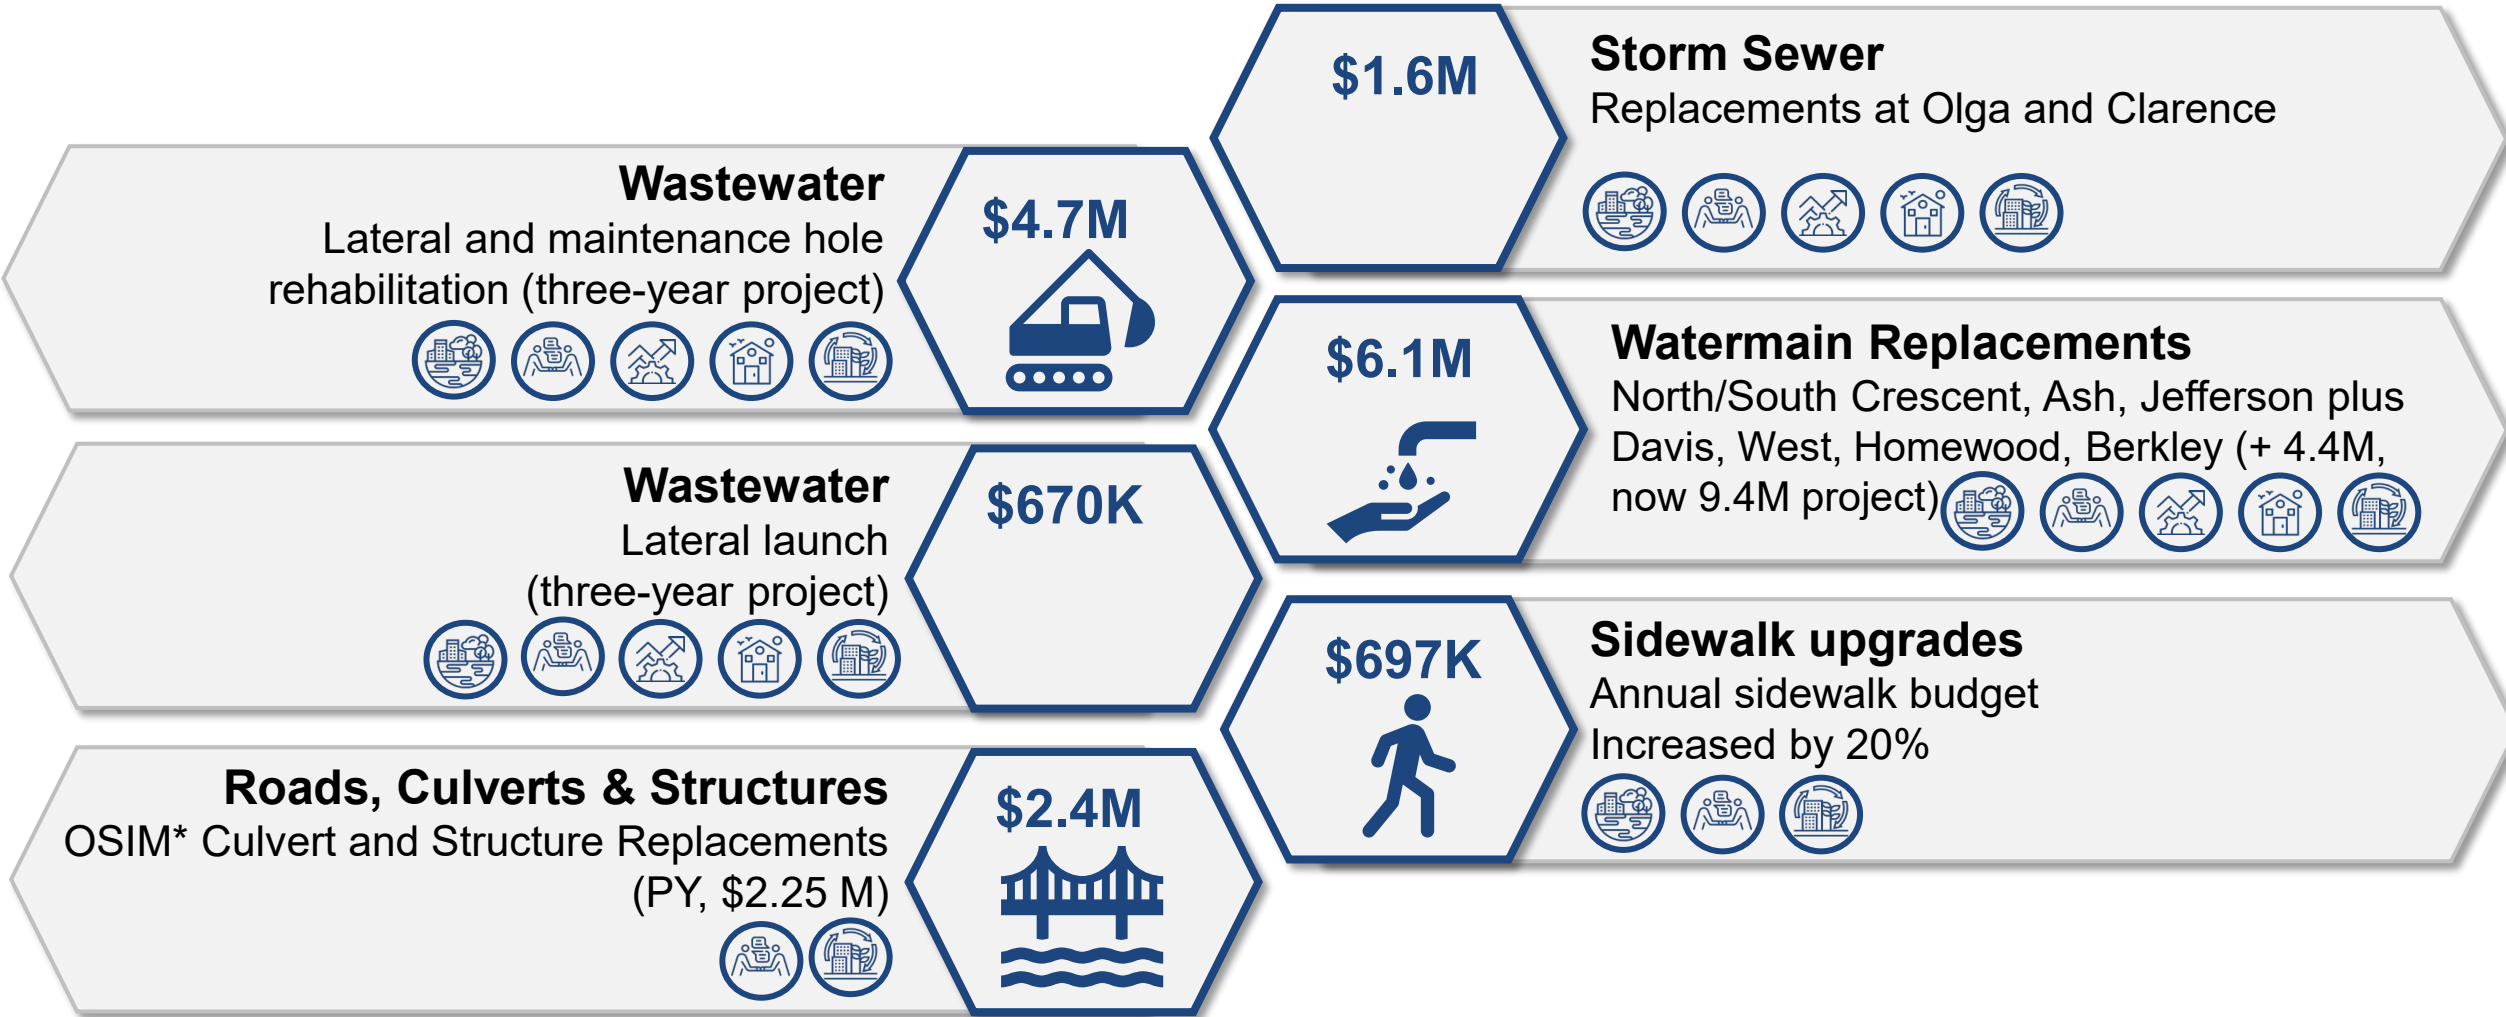 $1.6M
Storm Sewer
Replacements at Olga and Clarence
Wastewater
Lateral and maintenance hole
rehabilitation (three-year project)
$4.7M
$6.1M
Watermain Replacements
North/South Crescent, Ash, Jefferson plus
Davis, West, Homewood, Berkley (+ 4.4M,
now 9.4M project)
Wastewater
Lateral launch
(three-year project)
$670K
$697K
Sidewalk upgrades
Annual sidewalk budget
Increased by 20%
Roads, Culverts & Structures
OSIM* Culvert and Structure Replacements
(PY, $2.25 M)
$2.4M